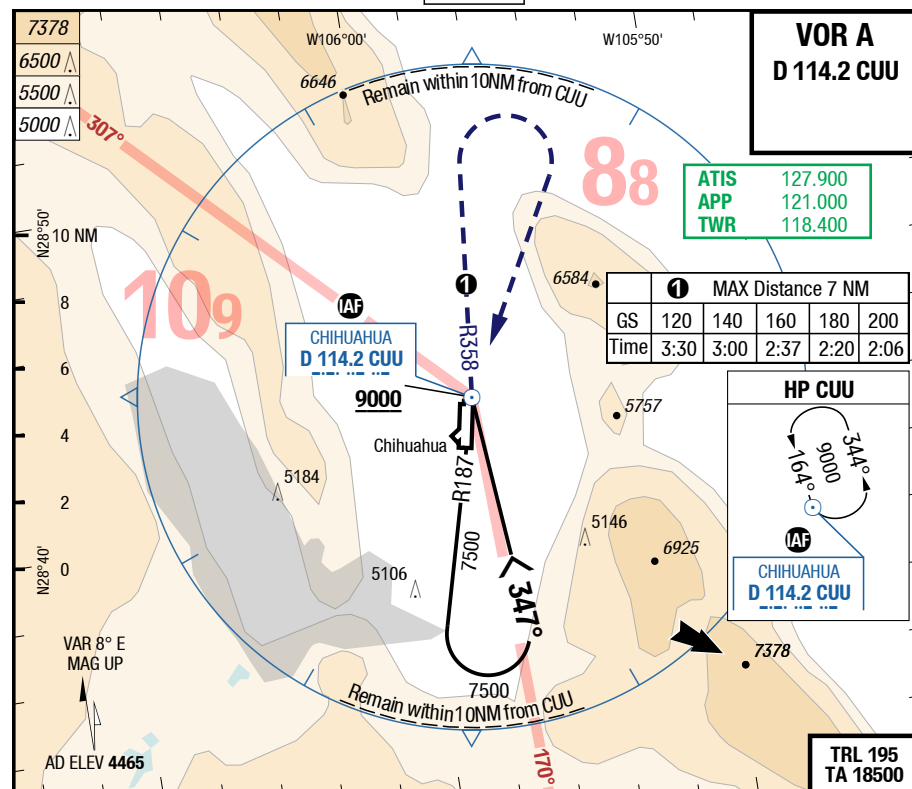 7378
6500
5500
5000
W106°00'
W105°50'
VOR A
D 114.2 CUU
6646
Remain within 10NM from CUU
307°
88
ATIS 127.900
APP 121.000
TWR 118.400
N28°50'
10 NM
8
6
4
2
0
N28°40'
109
6584
1 MAX Distance 7 NM
GS 120 140 160 180 200
Time 3:30 3:00 2:37 2:20 2:06
1
R358
IAF
CHIHUAHUA
D 114.2 CUU
9000
Chihuahua
R187
7500
5757
HP CUU
164°
9000
344°
IAF
CHIHUAHUA
D 114.2 CUU
5184
5146
6925
5106
347°
7378
7500
Remain within 10NM from CUU
170°
VAR 8° E
MAG UP
AD ELEV 4465
TRL 195
TA 18500